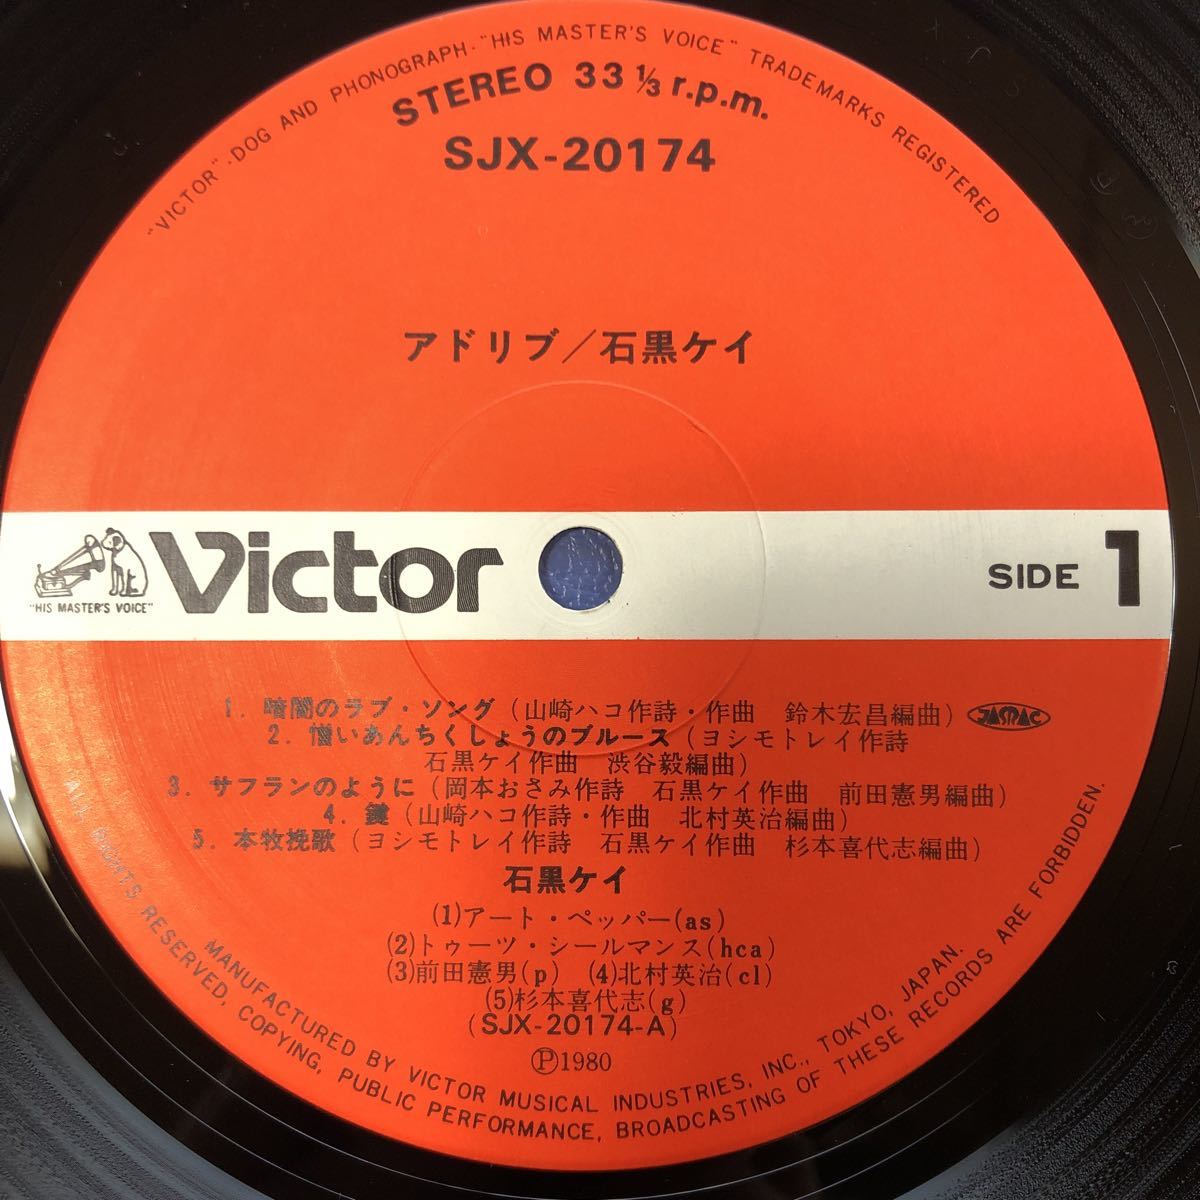 "VICTOR"·DOG AND PHONOGRAPH·"HIS MASTER'S VOICE" TRADEMARKS REGISTERED
STEREO 33 ⅓ r.p.m.
SJX-20174
アドリブ／石黒ケイ
Victor
"HIS MASTER'S VOICE"
SIDE 1
1. 暗闇のラブ・ソング（山崎ハコ作詩・作曲　鈴木宏昌編曲） JASRAC
2. 憎いあんちくしょうのブルース（ヨシモトレイ作詩
石黒ケイ作曲　渋谷毅編曲）
3. サフランのように（岡本おさみ作詩　石黒ケイ作曲　前田憲男編曲）
4. 鍵（山崎ハコ作詩・作曲　北村英治編曲）
5. 本牧挽歌（ヨシモトレイ作詩　石黒ケイ作曲　杉本喜代志編曲）
石黒ケイ
(1)アート・ペッパー(as)
(2)トゥーツ・シールマンス(hca)
(3)前田憲男(p)　(4)北村英治(cl)
(5)杉本喜代志(g)
(SJX-20174-A)
Ⓟ1980
MANUFACTURED BY VICTOR MUSICAL INDUSTRIES, INC., TOKYO, JAPAN.
ALL RIGHTS RESERVED, COPYING, PUBLIC PERFORMANCE, BROADCASTING OF THESE RECORDS ARE FORBIDDEN.